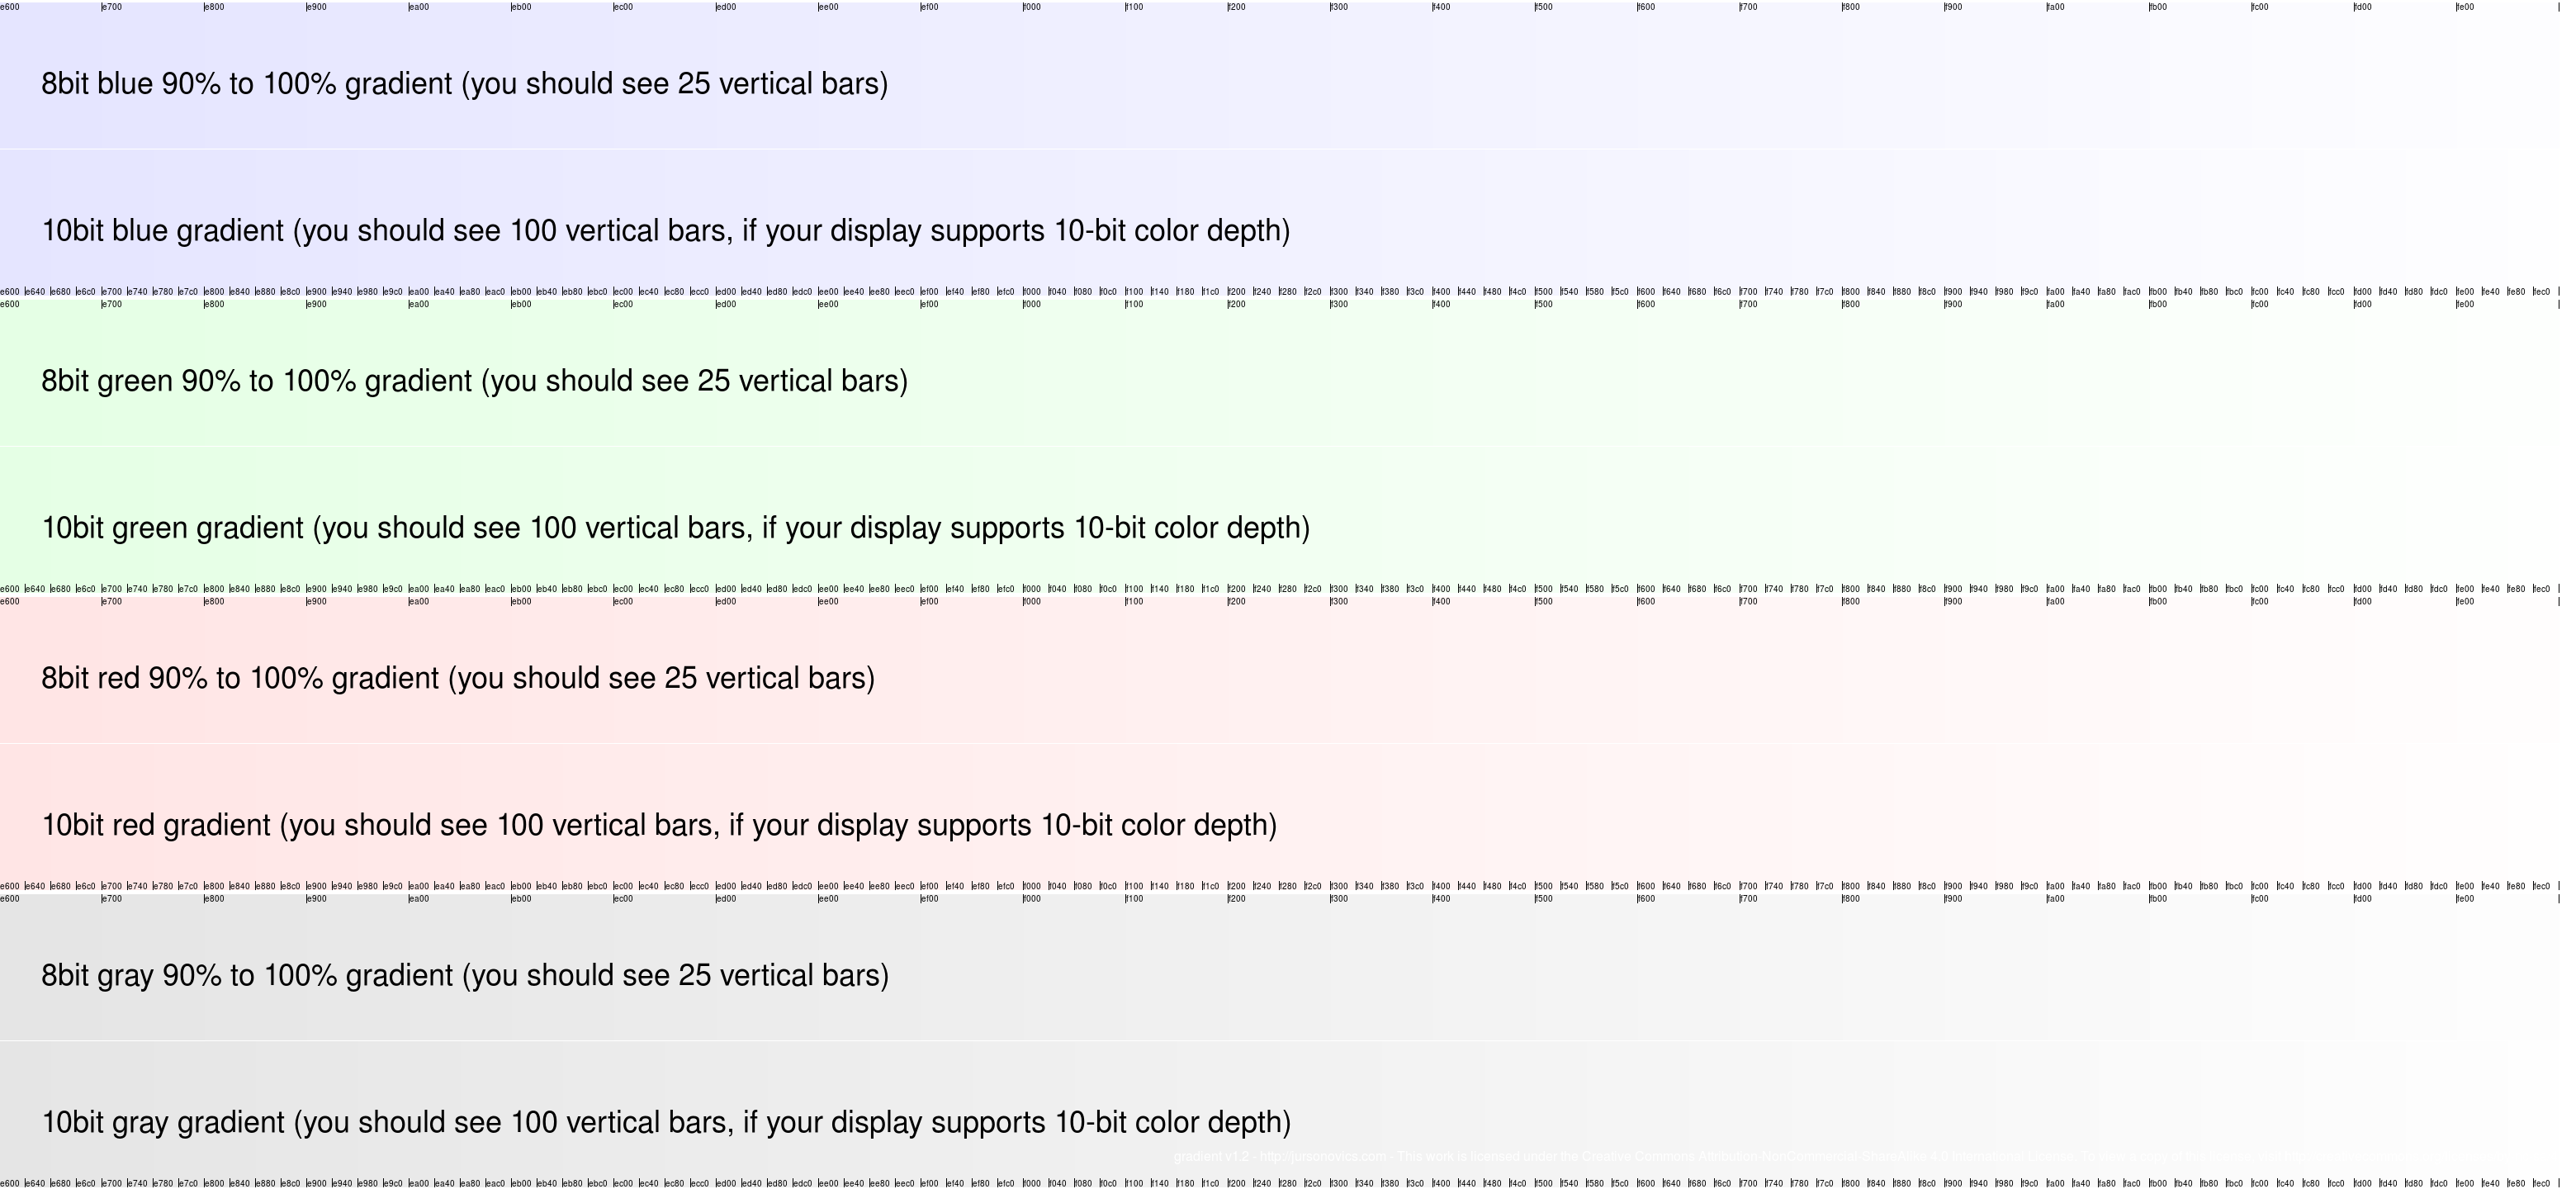 e600 e700 e800 e900 ea00 eb00 ec00 ed00 ee00 ef00 f000 f100 f200 f300 f400 f500 f600 f700 f800 f900 fa00 fb00 fc00 fd00 fe00
8bit blue 90% to 100% gradient (you should see 25 vertical bars)
10bit blue gradient (you should see 100 vertical bars, if your display supports 10-bit color depth)
e600 e640 e680 e6c0 e700 e740 e780 e7c0 e800 e840 e880 e8c0 e900 e940 e980 e9c0 ea00 ea40 ea80 eac0 eb00 eb40 eb80 ebc0 ec00 ec40 ec80 ecc0 ed00 ed40 ed80 edc0 ee00 ee40 ee80 eec0 ef00 ef40 ef80 efc0 f000 f040 f080 f0c0 f100 f140 f180 f1c0 f200 f240 f280 f2c0 f300 f340 f380 f3c0 f400 f440 f480 f4c0 f500 f540 f580 f5c0 f600 f640 f680 f6c0 f700 f740 f780 f7c0 f800 f840 f880 f8c0 f900 f940 f980 f9c0 fa00 fa40 fa80 fac0 fb00 fb40 fb80 fbc0 fc00 fc40 fc80 fcc0 fd00 fd40 fd80 fdc0 fe00 fe40 fe80 fec0
e600 e700 e800 e900 ea00 eb00 ec00 ed00 ee00 ef00 f000 f100 f200 f300 f400 f500 f600 f700 f800 f900 fa00 fb00 fc00 fd00 fe00
8bit green 90% to 100% gradient (you should see 25 vertical bars)
10bit green gradient (you should see 100 vertical bars, if your display supports 10-bit color depth)
e600 e640 e680 e6c0 e700 e740 e780 e7c0 e800 e840 e880 e8c0 e900 e940 e980 e9c0 ea00 ea40 ea80 eac0 eb00 eb40 eb80 ebc0 ec00 ec40 ec80 ecc0 ed00 ed40 ed80 edc0 ee00 ee40 ee80 eec0 ef00 ef40 ef80 efc0 f000 f040 f080 f0c0 f100 f140 f180 f1c0 f200 f240 f280 f2c0 f300 f340 f380 f3c0 f400 f440 f480 f4c0 f500 f540 f580 f5c0 f600 f640 f680 f6c0 f700 f740 f780 f7c0 f800 f840 f880 f8c0 f900 f940 f980 f9c0 fa00 fa40 fa80 fac0 fb00 fb40 fb80 fbc0 fc00 fc40 fc80 fcc0 fd00 fd40 fd80 fdc0 fe00 fe40 fe80 fec0
e600 e700 e800 e900 ea00 eb00 ec00 ed00 ee00 ef00 f000 f100 f200 f300 f400 f500 f600 f700 f800 f900 fa00 fb00 fc00 fd00 fe00
8bit red 90% to 100% gradient (you should see 25 vertical bars)
10bit red gradient (you should see 100 vertical bars, if your display supports 10-bit color depth)
e600 e640 e680 e6c0 e700 e740 e780 e7c0 e800 e840 e880 e8c0 e900 e940 e980 e9c0 ea00 ea40 ea80 eac0 eb00 eb40 eb80 ebc0 ec00 ec40 ec80 ecc0 ed00 ed40 ed80 edc0 ee00 ee40 ee80 eec0 ef00 ef40 ef80 efc0 f000 f040 f080 f0c0 f100 f140 f180 f1c0 f200 f240 f280 f2c0 f300 f340 f380 f3c0 f400 f440 f480 f4c0 f500 f540 f580 f5c0 f600 f640 f680 f6c0 f700 f740 f780 f7c0 f800 f840 f880 f8c0 f900 f940 f980 f9c0 fa00 fa40 fa80 fac0 fb00 fb40 fb80 fbc0 fc00 fc40 fc80 fcc0 fd00 fd40 fd80 fdc0 fe00 fe40 fe80 fec0
e600 e700 e800 e900 ea00 eb00 ec00 ed00 ee00 ef00 f000 f100 f200 f300 f400 f500 f600 f700 f800 f900 fa00 fb00 fc00 fd00 fe00
8bit gray 90% to 100% gradient (you should see 25 vertical bars)
10bit gray gradient (you should see 100 vertical bars, if your display supports 10-bit color depth)
gradient v1.2 - http://jursonovics.com - This work is licensed under the Creative Commons
e600 e640 e680 e6c0 e700 e740 e780 e7c0 e800 e840 e880 e8c0 e900 e940 e980 e9c0 ea00 ea40 ea80 eac0 eb00 eb40 eb80 ebc0 ec00 ec40 ec80 ecc0 ed00 ed40 ed80 edc0 ee00 ee40 ee80 eec0 ef00 ef40 ef80 efc0 f000 f040 f080 f0c0 f100 f140 f180 f1c0 f200 f240 f280 f2c0 f300 f340 f380 f3c0 f400 f440 f480 f4c0 f500 f540 f580 f5c0 f600 f640 f680 f6c0 f700 f740 f780 f7c0 f800 f840 f880 f8c0 f900 f940 f980 f9c0 fa00 fa40 fa80 fac0 fb00 fb40 fb80 fbc0 fc00 fc40 fc80 fcc0 fd00 fd40 fd80 fdc0 fe00 fe40 fe80 fec0